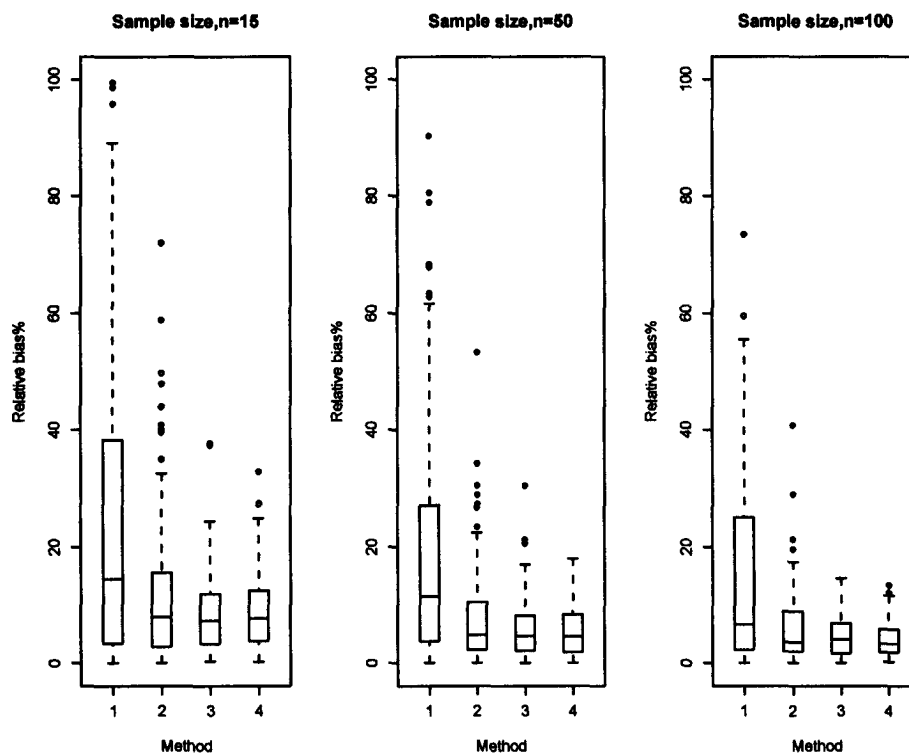 Sample size,n=15
Sample size,n=50
Sample size,n=100
Relative bias%
100
80
60
40
20
0
1 2 3 4
Method
Relative bias%
100
80
60
40
20
0
1 2 3 4
Method
Relative bias%
100
80
60
40
20
0
1 2 3 4
Method